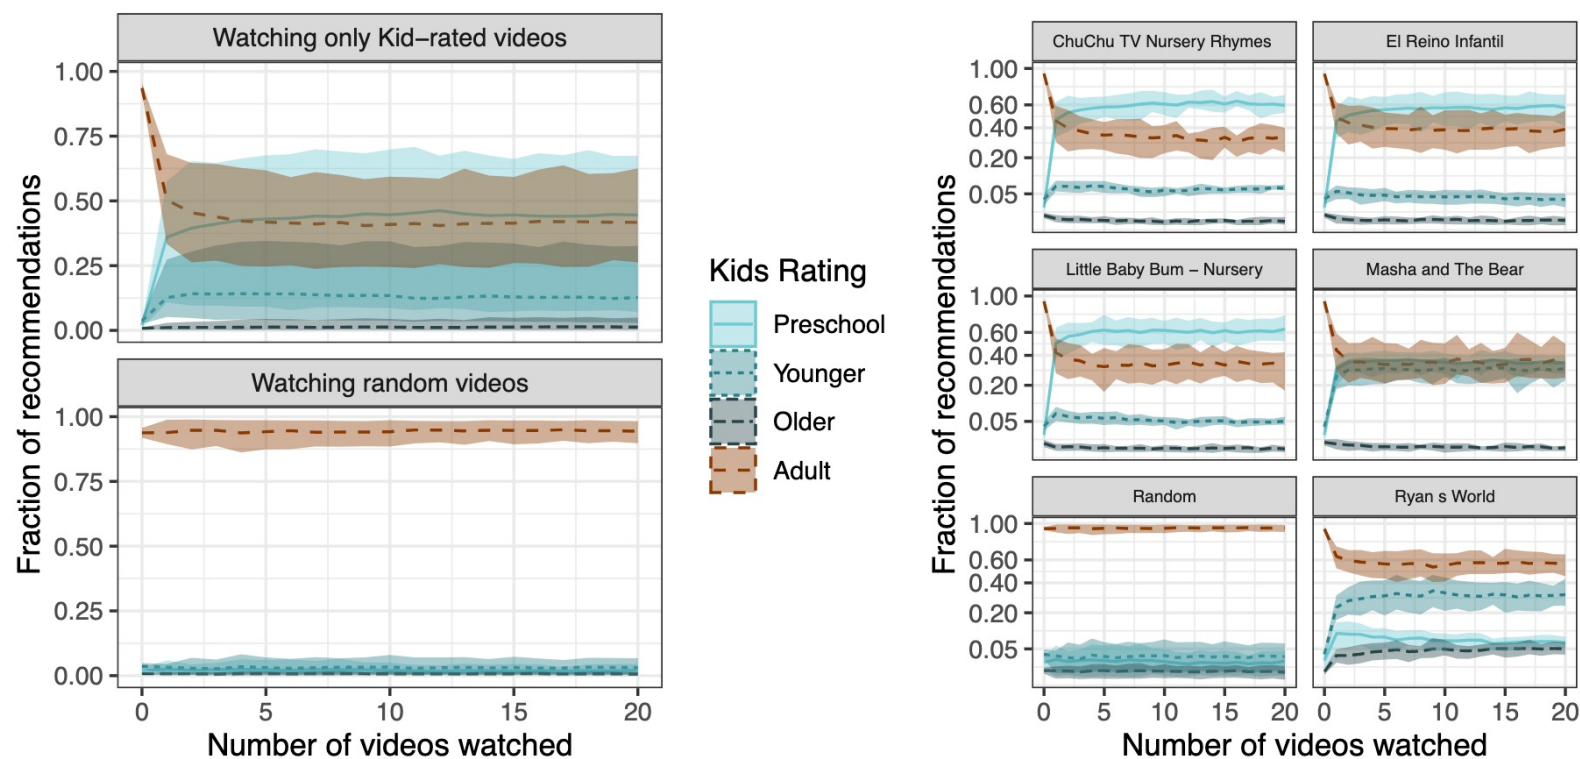 Watching only Kid−rated videos
1.00
0.75
0.50
0.25
0.00
Watching random videos
1.00
0.75
0.50
0.25
0.00
0 5 10 15 20
Number of videos watched
Fraction of recommendations
Kids Rating
Preschool
Younger
Older
Adult
Fraction of recommendations
ChuChu TV Nursery Rhymes
El Reino Infantil
1.00
0.60
0.40
0.20
0.05
Little Baby Bum − Nursery
Masha and The Bear
1.00
0.60
0.40
0.20
0.05
Random
Ryan s World
1.00
0.60
0.40
0.20
0.05
0 5 10 15 20
0 5 10 15 20
Number of videos watched